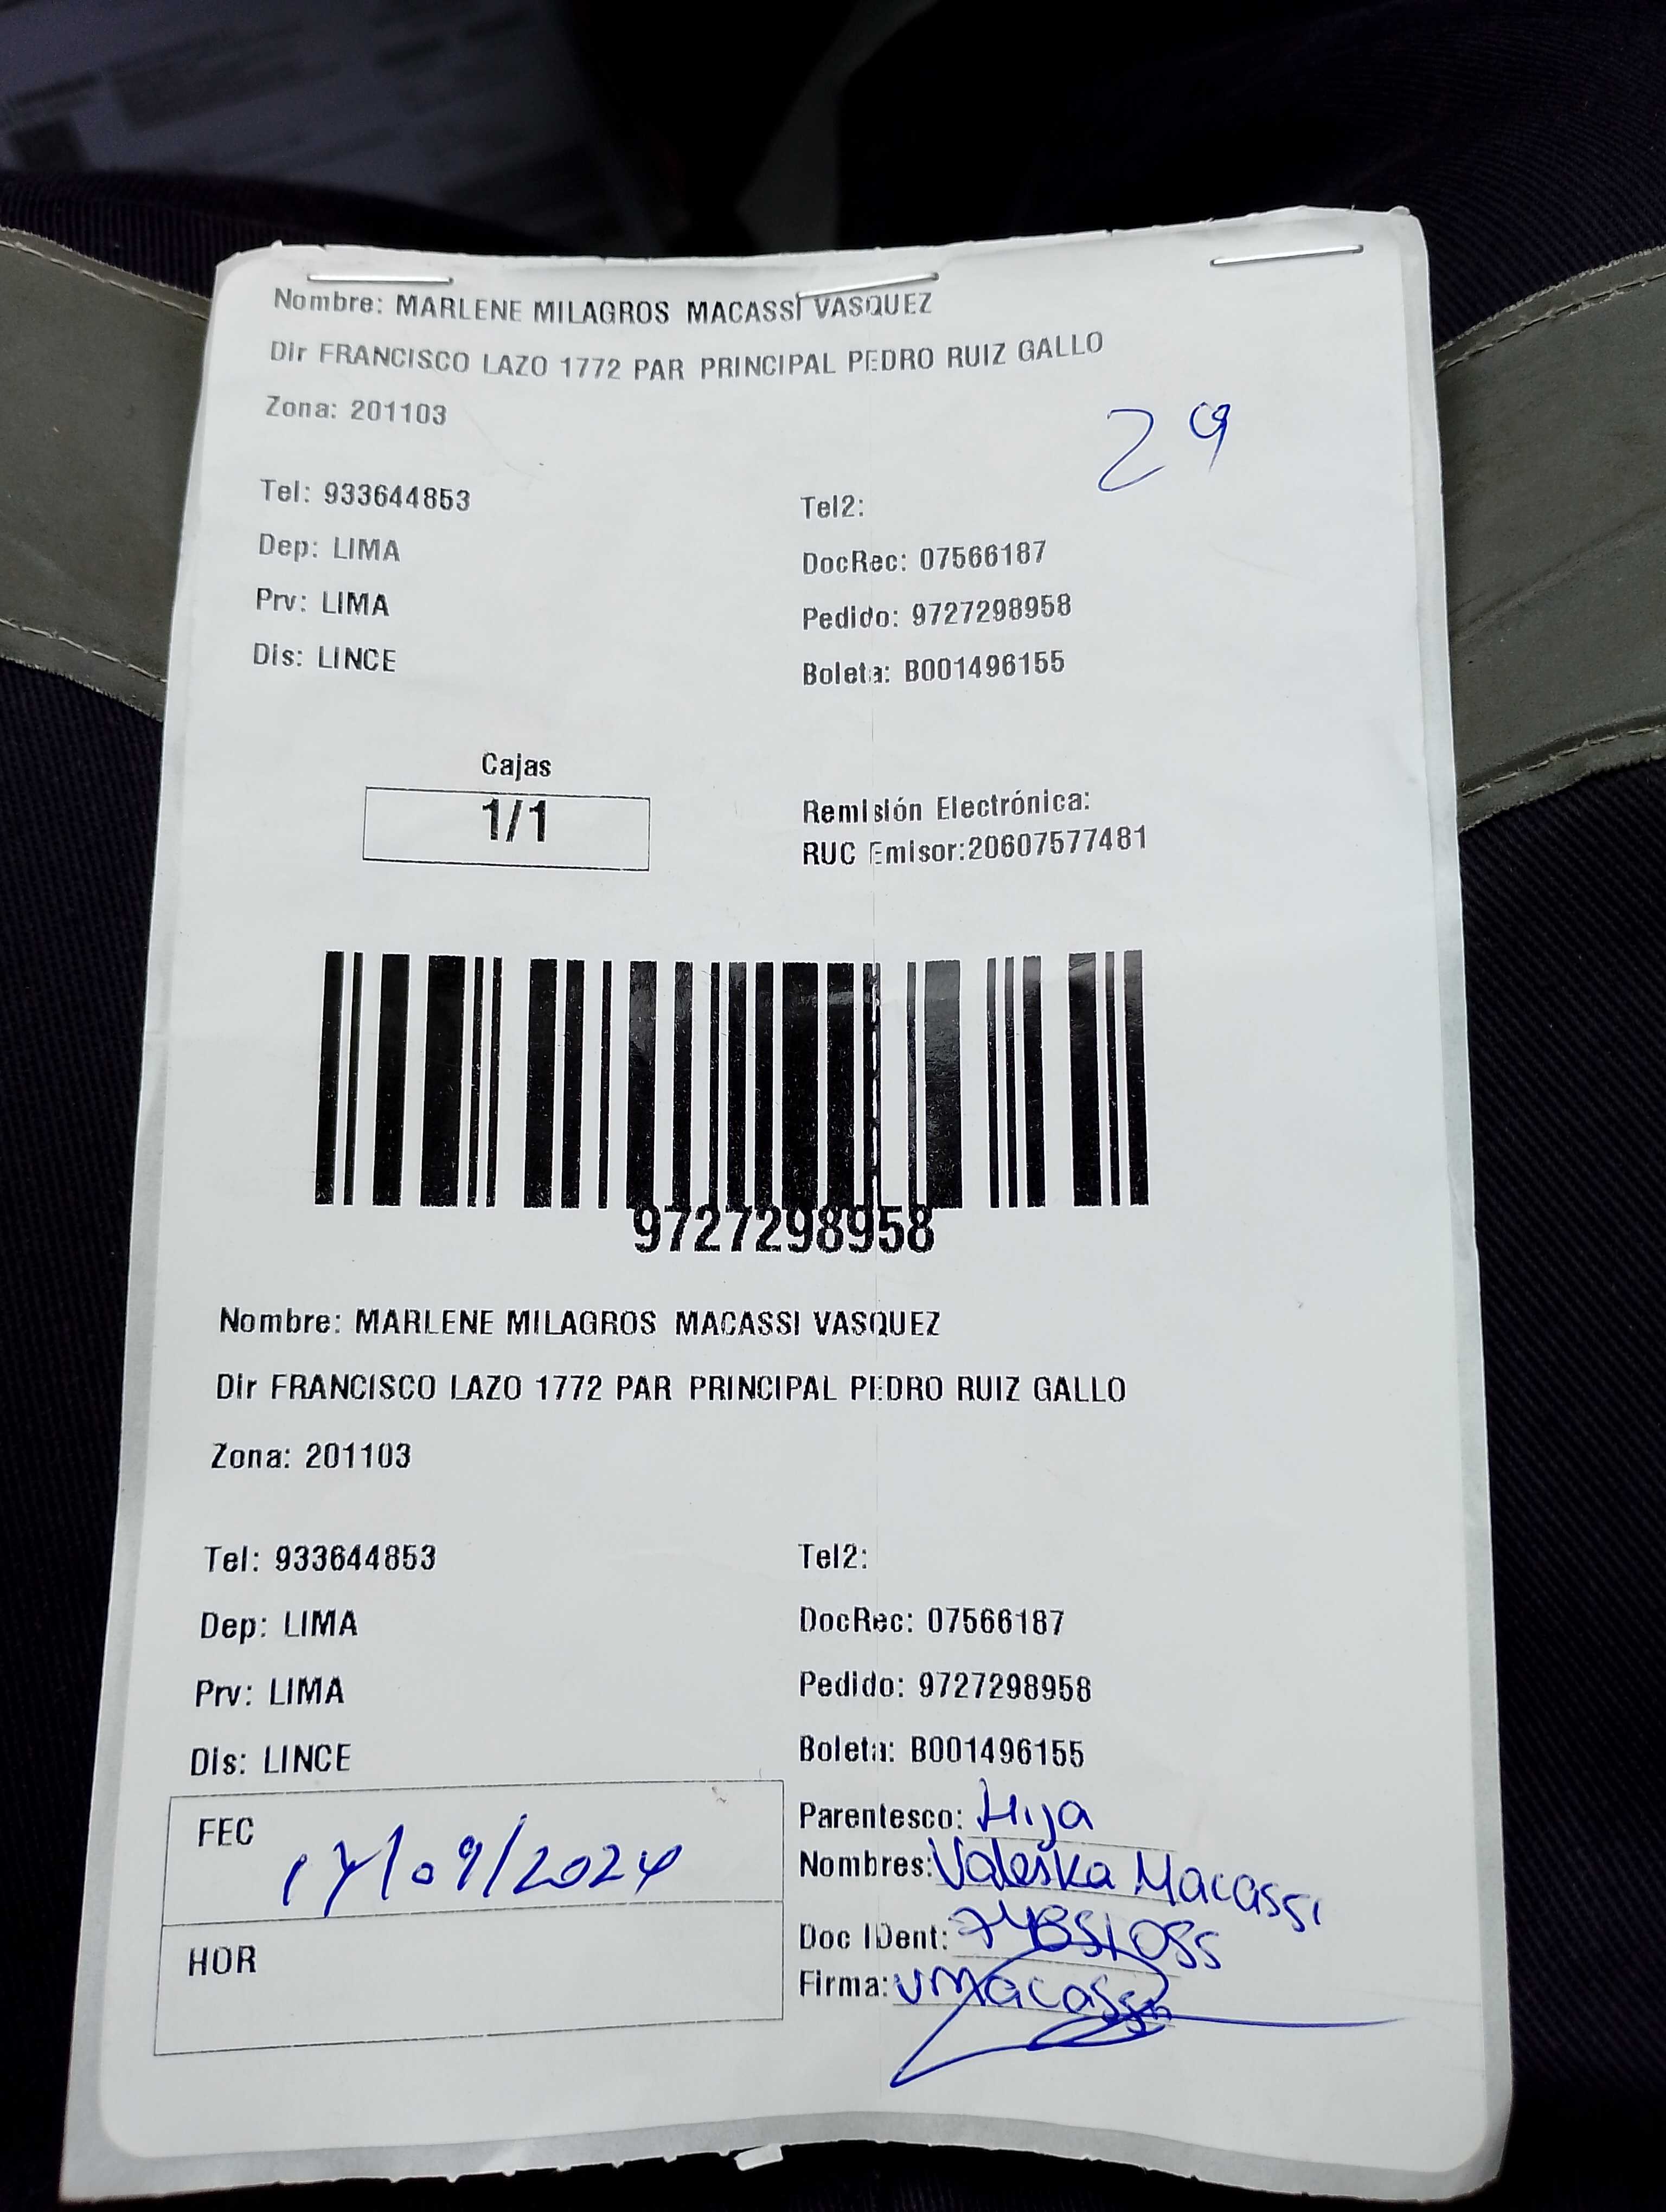 Nombre: MARLENE MILAGROS MACASSI VASQUEZ
Dir FRANCISCO LAZO 1772 PAR PRINCIPAL PEDRO RUIZ GALLO
Zona: 201103
29
Tel: 933644853 Tel2:
Dep: LIMA DocRec: 07566187
Prv: LIMA Pedido: 9727298958
Dis: LINCE Boleta: B001496155
Cajas
1/1
Remisión Electrónica:
RUC Emisor:20607577481
9727298958
Nombre: MARLENE MILAGROS MACASSI VASQUEZ
Dir FRANCISCO LAZO 1772 PAR PRINCIPAL PEDRO RUIZ GALLO
Zona: 201103
Tel: 933644853 Tel2:
Dep: LIMA DocRec: 07566187
Prv: LIMA Pedido: 9727298958
Dis: LINCE Boleta: B001496155
FEC 17/09/2024
HOR
Parentesco: Hija
Nombres: Valeska Macassi
Doc IDent:
Firma: VMacassi